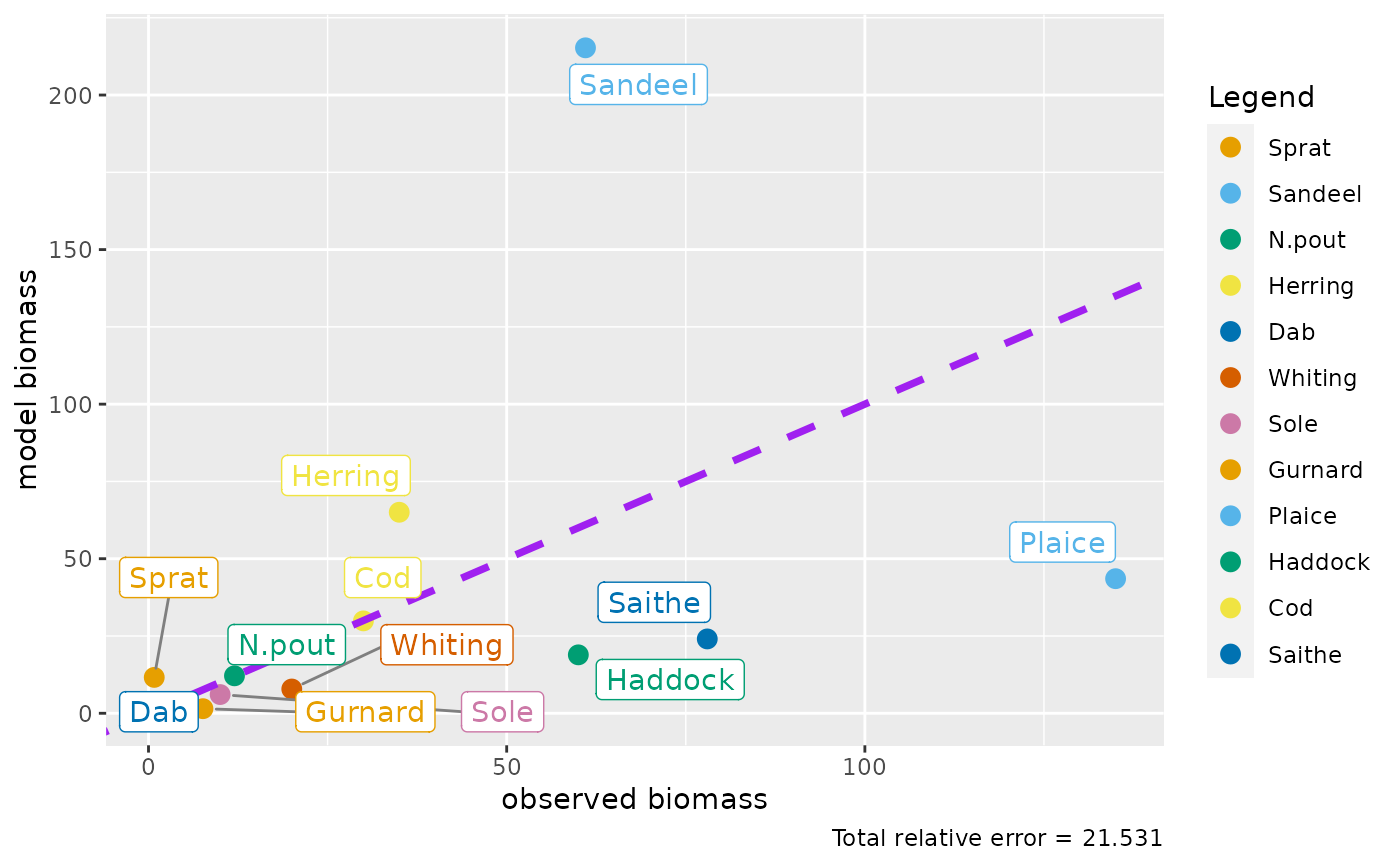 200
150
100
50
0
model biomass
Sandeel
Herring
Plaice
Sprat
Cod
Saithe
N.pout
Whiting
Haddock
Dab
Gurnard
Sole
0
50
100
observed biomass
Total relative error = 21.531
Legend
Sprat
Sandeel
N.pout
Herring
Dab
Whiting
Sole
Gurnard
Plaice
Haddock
Cod
Saithe